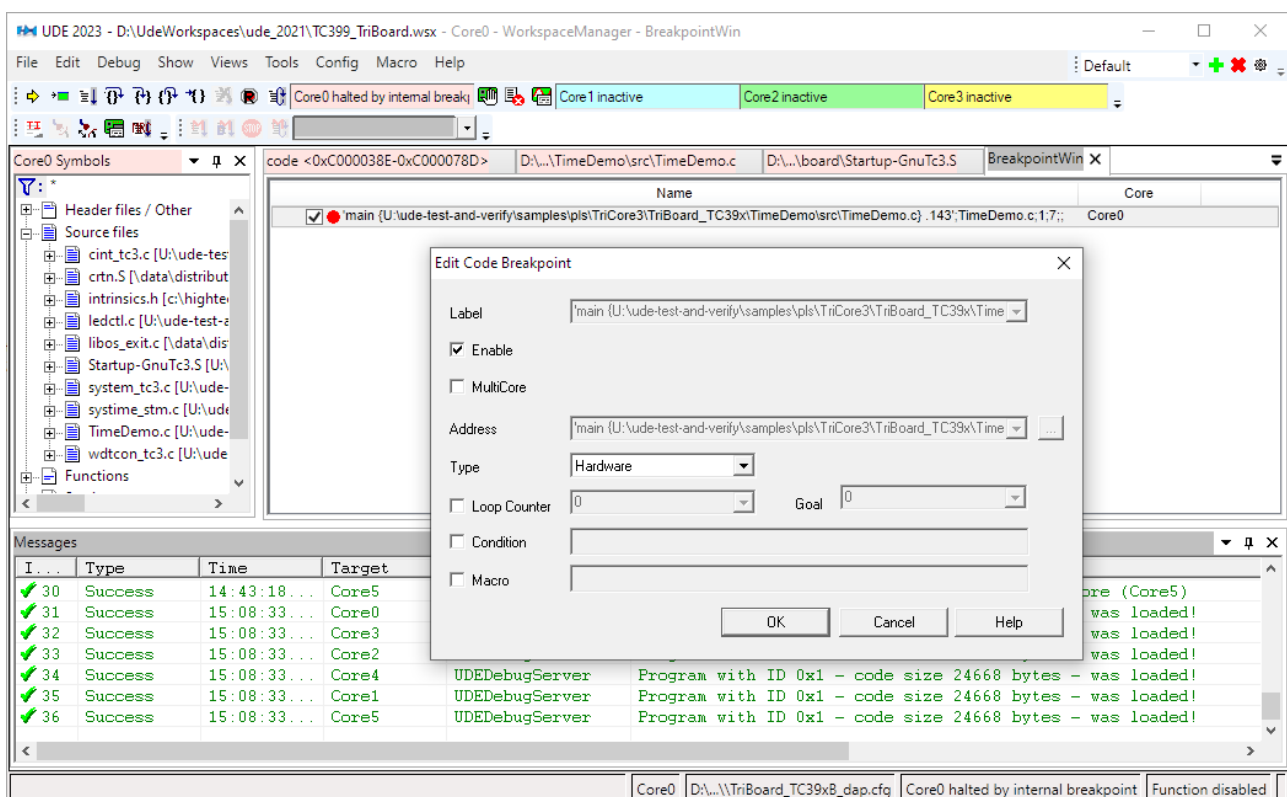 UDE 2023 - D:\UdeWorkspaces\ude_2021\TC399_TriBoard.wsx - Core0 - WorkspaceManager - BreakpointWin
File Edit Debug Show Views Tools Config Macro Help
Default
Core0 halted by internal break
Core1 inactive
Core2 inactive
Core3 inactive
Core0 Symbols
code <0xC000038E-0xC000078D>
D:\...\TimeDemo\src\TimeDemo.c
D:\...\board\Startup-GnuTc3.S
BreakpointWin
: *
Name
Core
'main {U:\ude-test-and-verify\samples\pls\TriCore3\TriBoard_TC39x\TimeDemo\src\TimeDemo.c} .143';TimeDemo.c;1;7;;
Core0
Header files / Other
Source files
cint_tc3.c [U:\ude-tes
crtn.S [\data\distribut
intrinsics.h [c:\highte
ledctl.c [U:\ude-test-a
libos_exit.c [\data\dis
Startup-GnuTc3.S [U:\
system_tc3.c [U:\ude-
systime_stm.c [U:\ude
TimeDemo.c [U:\ude-
wdtcon_tc3.c [U:\ude
Functions
Edit Code Breakpoint
Label
'main {U:\ude-test-and-verify\samples\pls\TriCore3\TriBoard_TC39x\Time
Enable
MultiCore
Address
'main {U:\ude-test-and-verify\samples\pls\TriCore3\TriBoard_TC39x\Time
...
Type
Hardware
Loop Counter
0
Goal
0
Condition
Macro
OK
Cancel
Help
Messages
I... Type Time Target
30 Success 14:43:18... Core5 ore (Core5)
31 Success 15:08:33... Core0 was loaded!
32 Success 15:08:33... Core3 was loaded!
33 Success 15:08:33... Core2 was loaded!
34 Success 15:08:33... Core4 UDEDebugServer Program with ID 0x1 - code size 24668 bytes - was loaded!
35 Success 15:08:33... Core1 UDEDebugServer Program with ID 0x1 - code size 24668 bytes - was loaded!
36 Success 15:08:33... Core5 UDEDebugServer Program with ID 0x1 - code size 24668 bytes - was loaded!
Core0
D:\...\\TriBoard_TC39xB_dap.cfg
Core0 halted by internal breakpoint
Function disabled